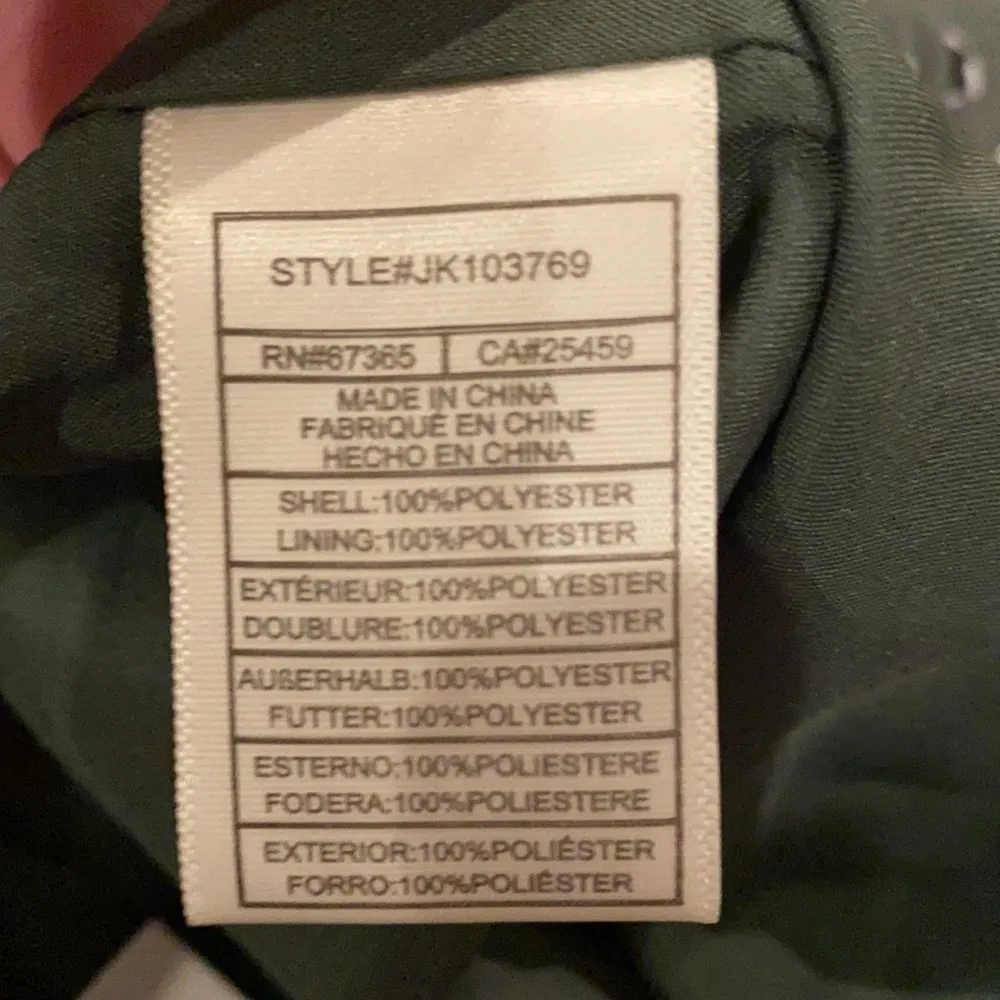 STYLE#JK103769
RN#67365 CA#25459
MADE IN CHINA
FABRIQUÉ EN CHINE
HECHO EN CHINA
SHELL:100%POLYESTER
LINING:100%POLYESTER
EXTÉRIEUR:100%POLYESTER
DOUBLURE:100%POLYESTER
AUßERHALB:100%POLYESTER
FUTTER:100%POLYESTER
ESTERNO:100%POLIESTERE
FODERA:100%POLIESTERE
EXTERIOR:100%POLIÉSTER
FORRO:100%POLIÉSTER